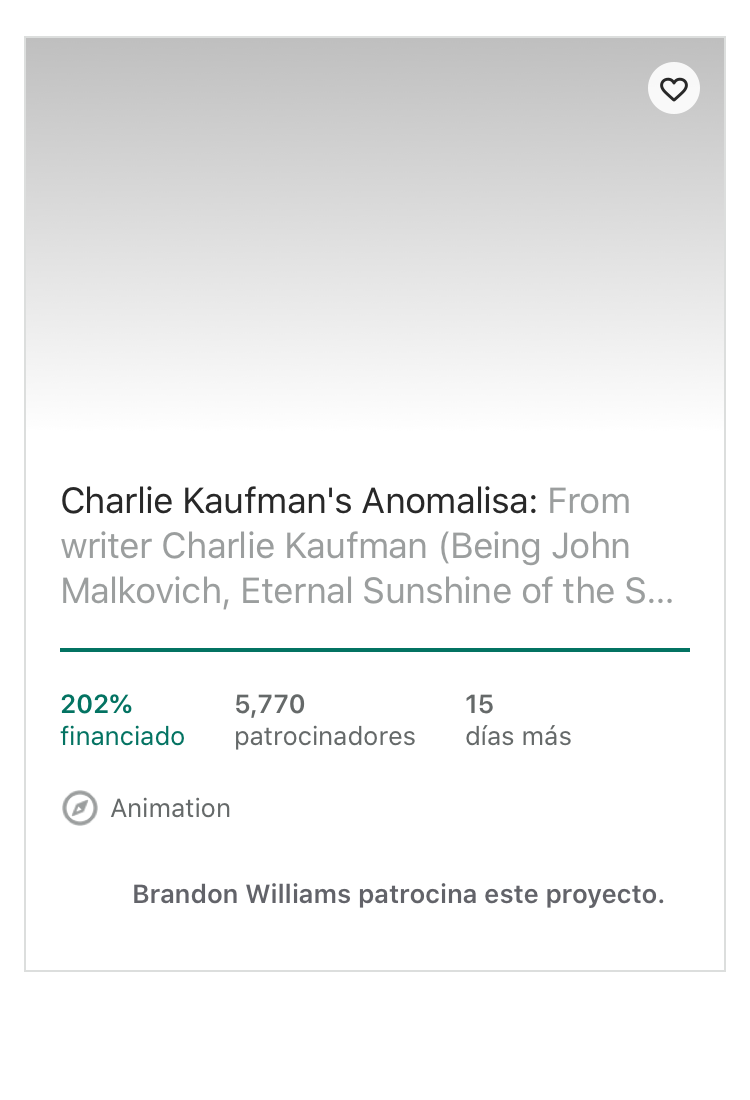 Charlie Kaufman's Anomalisa: From
writer Charlie Kaufman (Being John
Malkovich, Eternal Sunshine of the S...
202%
financiado
5,770
patrocinadores
15
días más
Animation
Brandon Williams patrocina este proyecto.